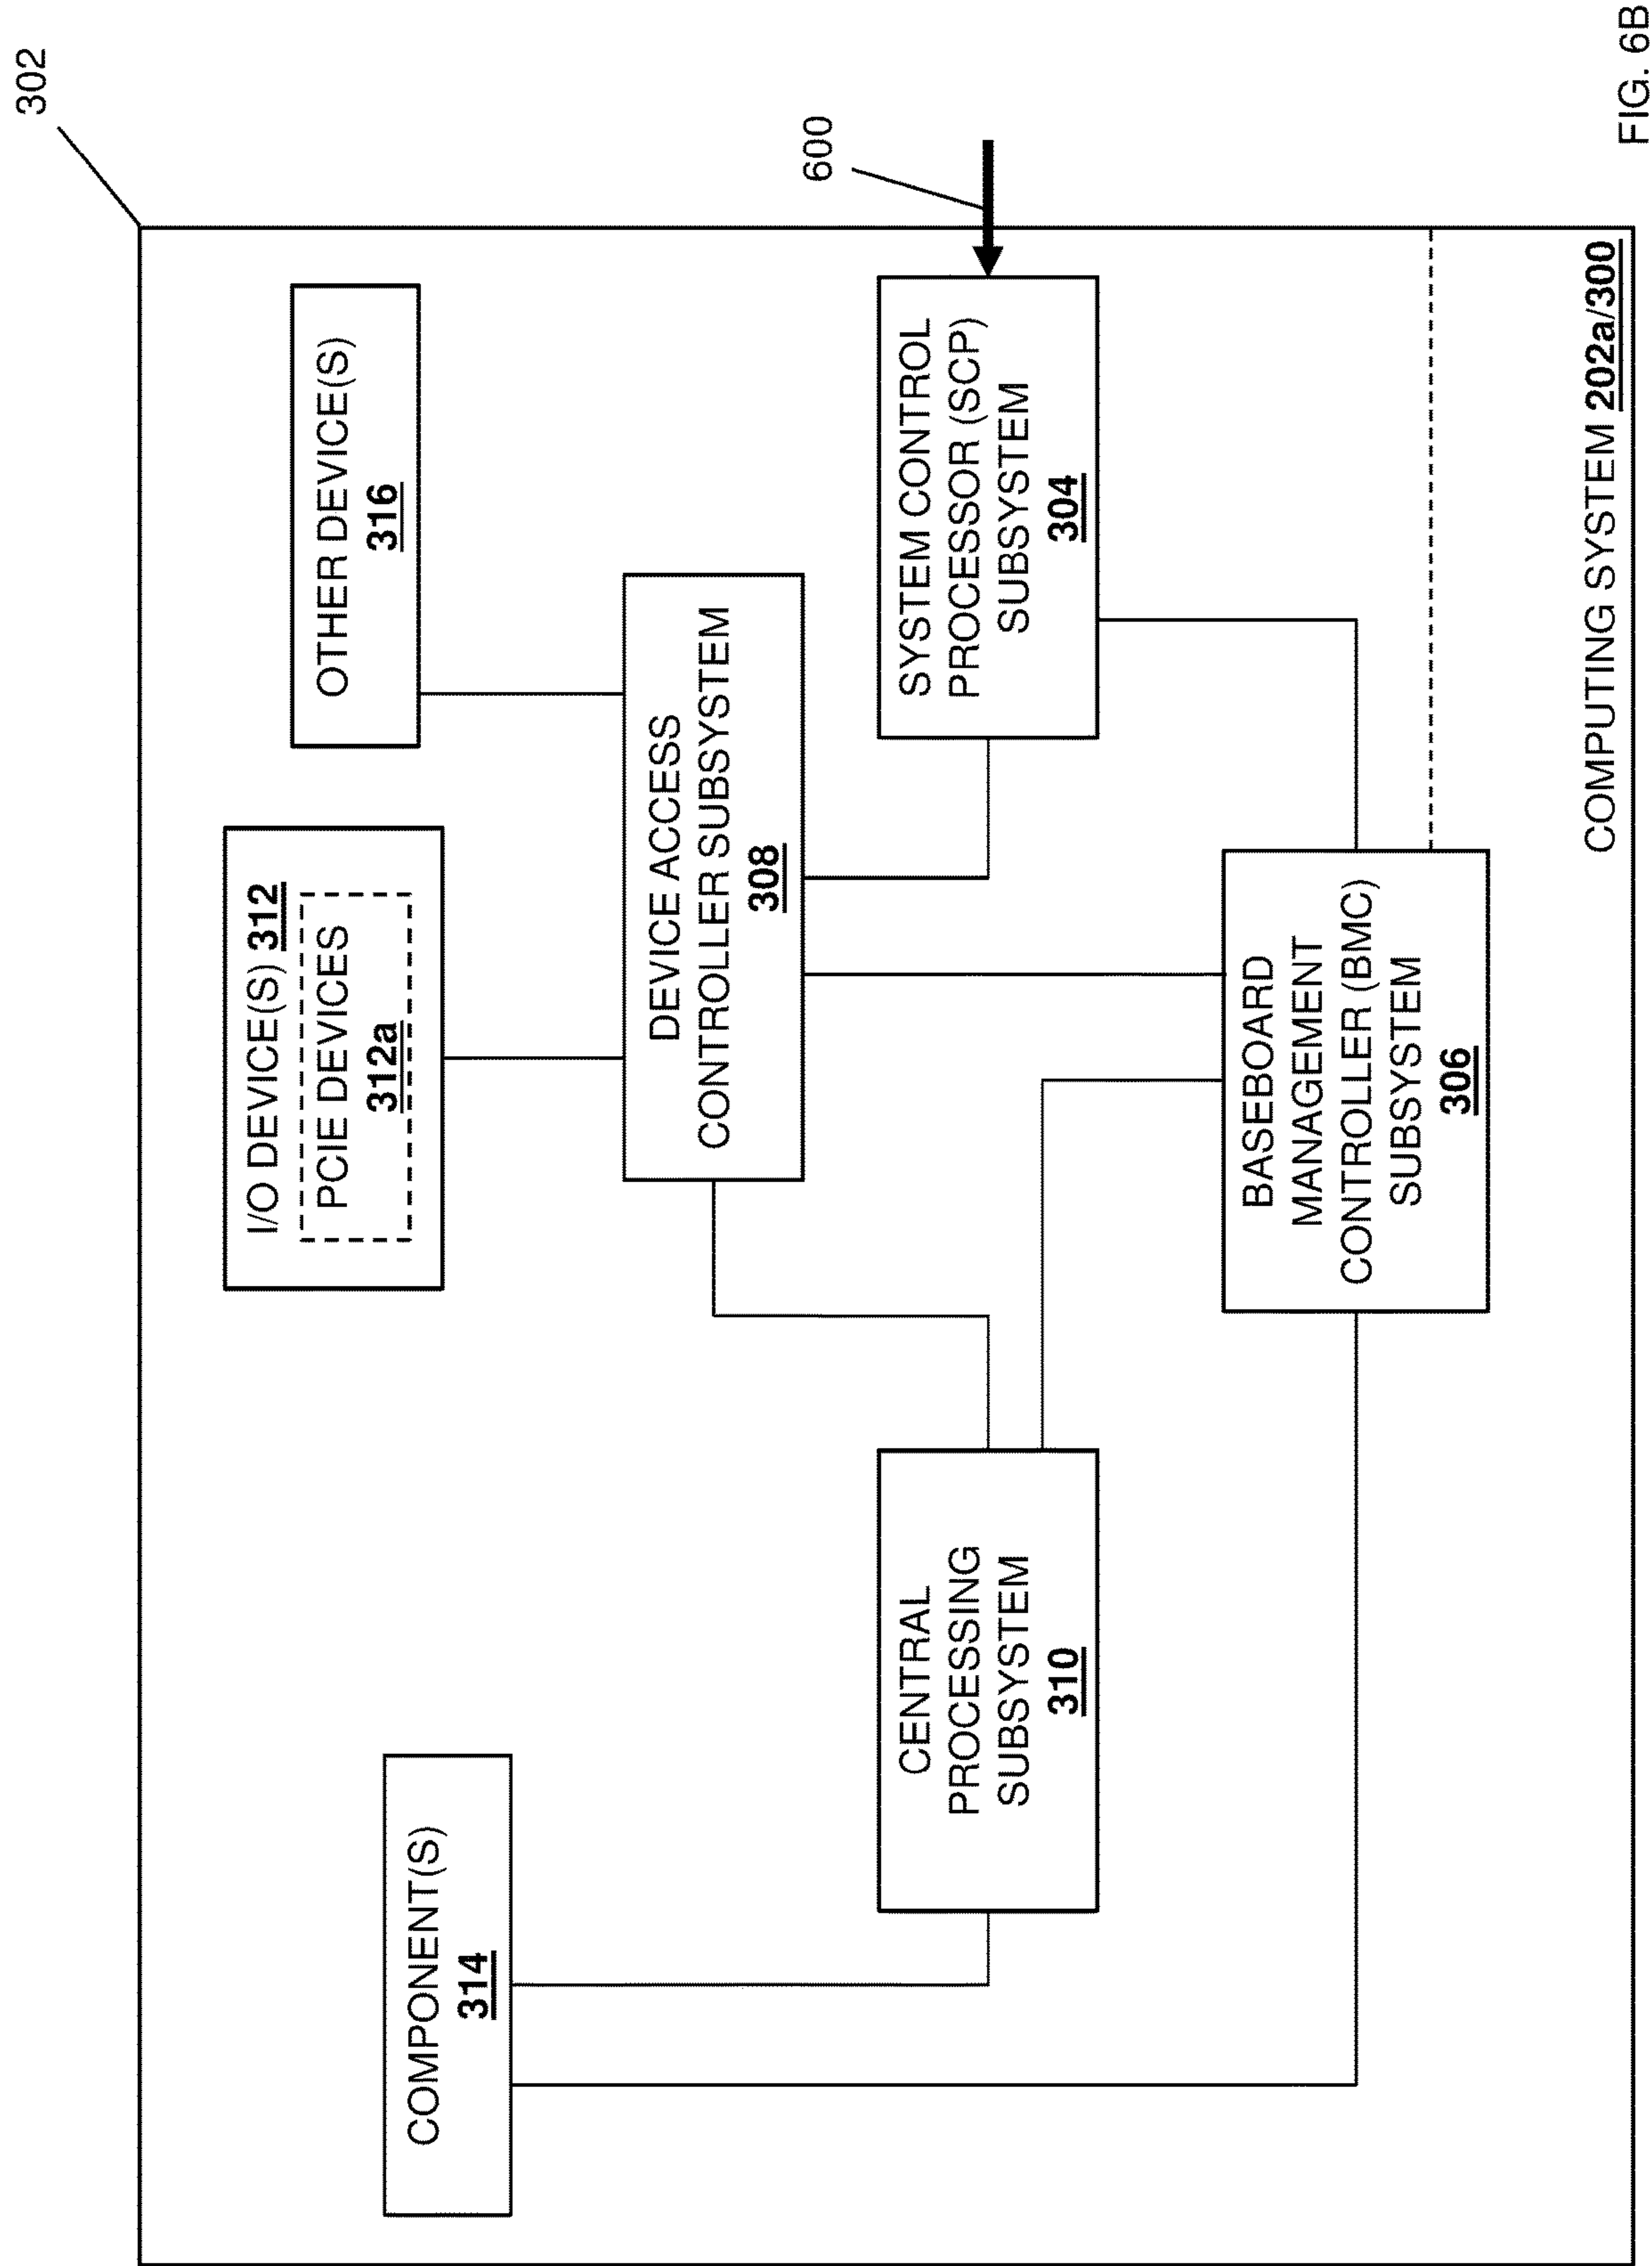 302
600
COMPONENT(S)
314
I/O DEVICE(S) 312
PCIE DEVICES
312a
OTHER DEVICE(S)
316
DEVICE ACCESS
CONTROLLER SUBSYSTEM
308
CENTRAL
PROCESSING
SUBSYSTEM
310
SYSTEM CONTROL
PROCESSOR (SCP)
SUBSYSTEM
304
BASEBOARD
MANAGEMENT
CONTROLLER (BMC)
SUBSYSTEM
306
COMPUTING SYSTEM 202a/300
FIG. 6B